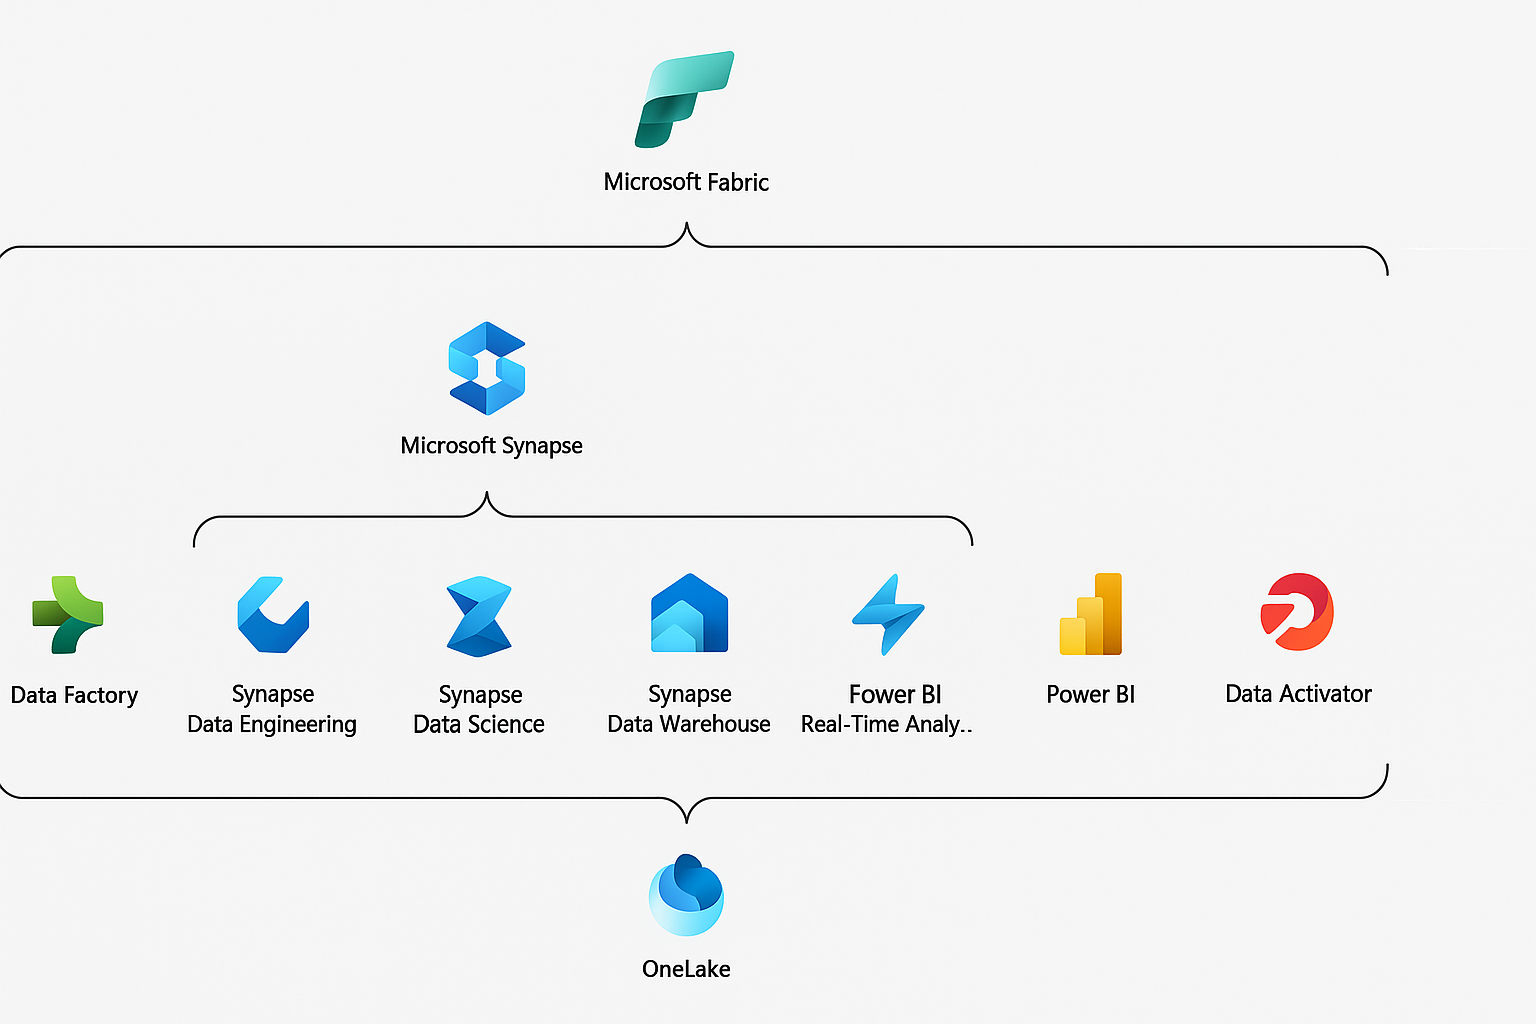 Microsoft Fabric
Microsoft Synapse
Data Factory
Synapse
Data Engineering
Synapse
Data Science
Synapse
Data Warehouse
Fower BI
Real-Time Analy..
Power BI
Data Activator
OneLake